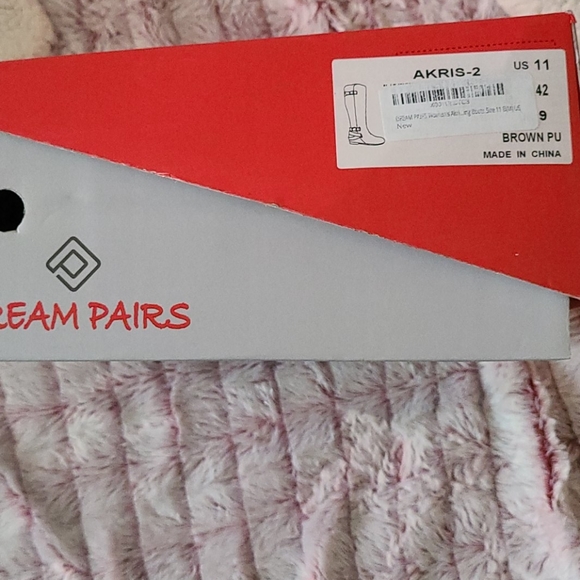 AKRIS-2
US 11
42
9
New
BROWN PU
MADE IN CHINA
REAM PAIRS